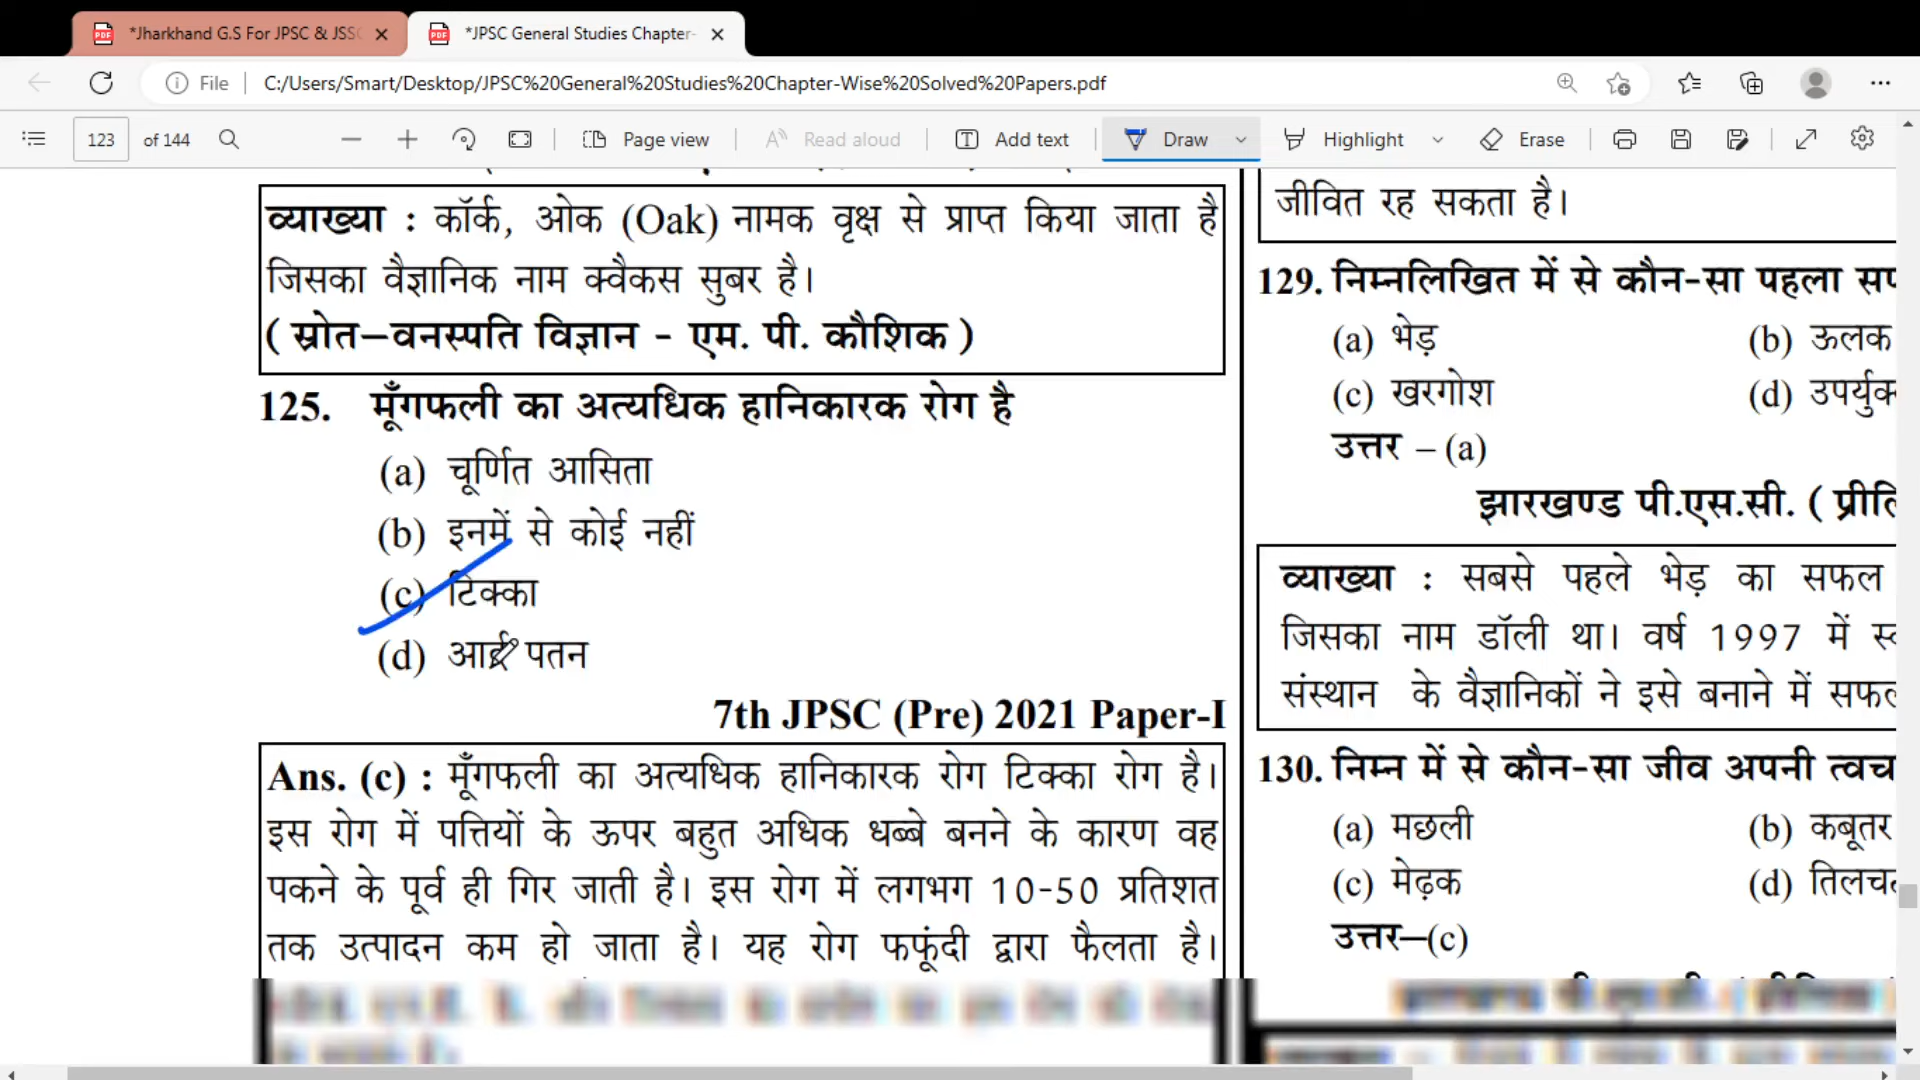 *Jharkhand G.S For JPSC & JSSC
*JPSC General Studies Chapter-
File
C:/Users/Smart/Desktop/JPSC%20General%20Studies%20Chapter-Wise%20Solved%20Papers.pdf
123 of 144
Page view
Read aloud
Add text
Draw
Highlight
Erase
व्याख्या : कॉर्क, ओक (Oak) नामक वृक्ष से प्राप्त किया जाता है
जिसका वैज्ञानिक नाम क्वैकस सुबर है।
( स्रोत–वनस्पति विज्ञान - एम. पी. कौशिक )
125. मूँगफली का अत्यधिक हानिकारक रोग है
(a) चूर्णित आसिता
(b) इनमें से कोई नहीं
(c) टिक्का
(d) आर्द्र पतन
7th JPSC (Pre) 2021 Paper-I
Ans. (c) : मूँगफली का अत्यधिक हानिकारक रोग टिक्का रोग है।
इस रोग में पत्तियों के ऊपर बहुत अधिक धब्बे बनने के कारण वह
पकने के पूर्व ही गिर जाती है। इस रोग में लगभग 10-50 प्रतिशत
तक उत्पादन कम हो जाता है। यह रोग फफूंदी द्वारा फैलता है।
जीवित रह सकता है।
129. निम्नलिखित में से कौन-सा पहला
(a) भेड़
(b) ऊलक
(c) खरगोश
(d)
उत्तर – (a)
झारखण्ड पी.एस.सी. (
व्याख्या : सबसे पहले भेड़ का सफल
जिसका नाम डॉली था। वर्ष 1997 में
संस्थान के वैज्ञानिकों ने इसे बनाने में
130. निम्न में से कौन-सा जीव अपनी
(a) मछली
(b) कबूतर
(c) मेढ़क
(d)
उत्तर–(c)